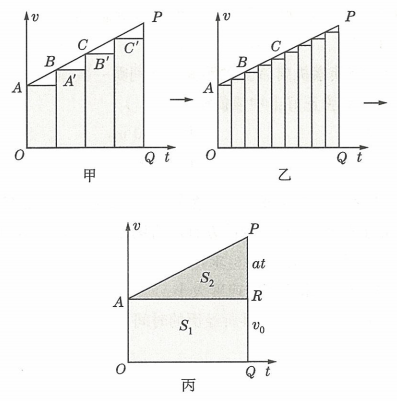 v
P
C
C′
B
B′
A
A′
O
Q
t
甲
v
P
C
B
A
O
Q
t
乙
v
P
at
S₂
A
R
S₁
v₀
O
Q
t
丙